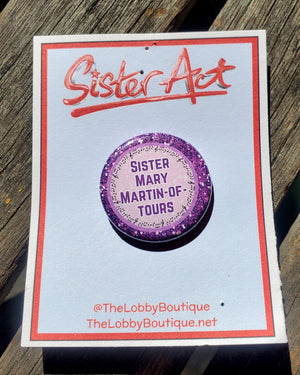 Sister Act
SISTER
MARY
MARTIN-OF-
TOURS
@TheLobbyBoutique
TheLobbyBoutique.net